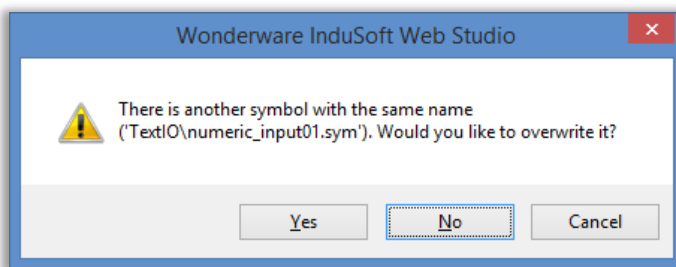 Wonderware InduSoft Web Studio
There is another symbol with the same name
('TextIO\numeric_input01.sym'). Would you like to overwrite it?
Yes
No
Cancel